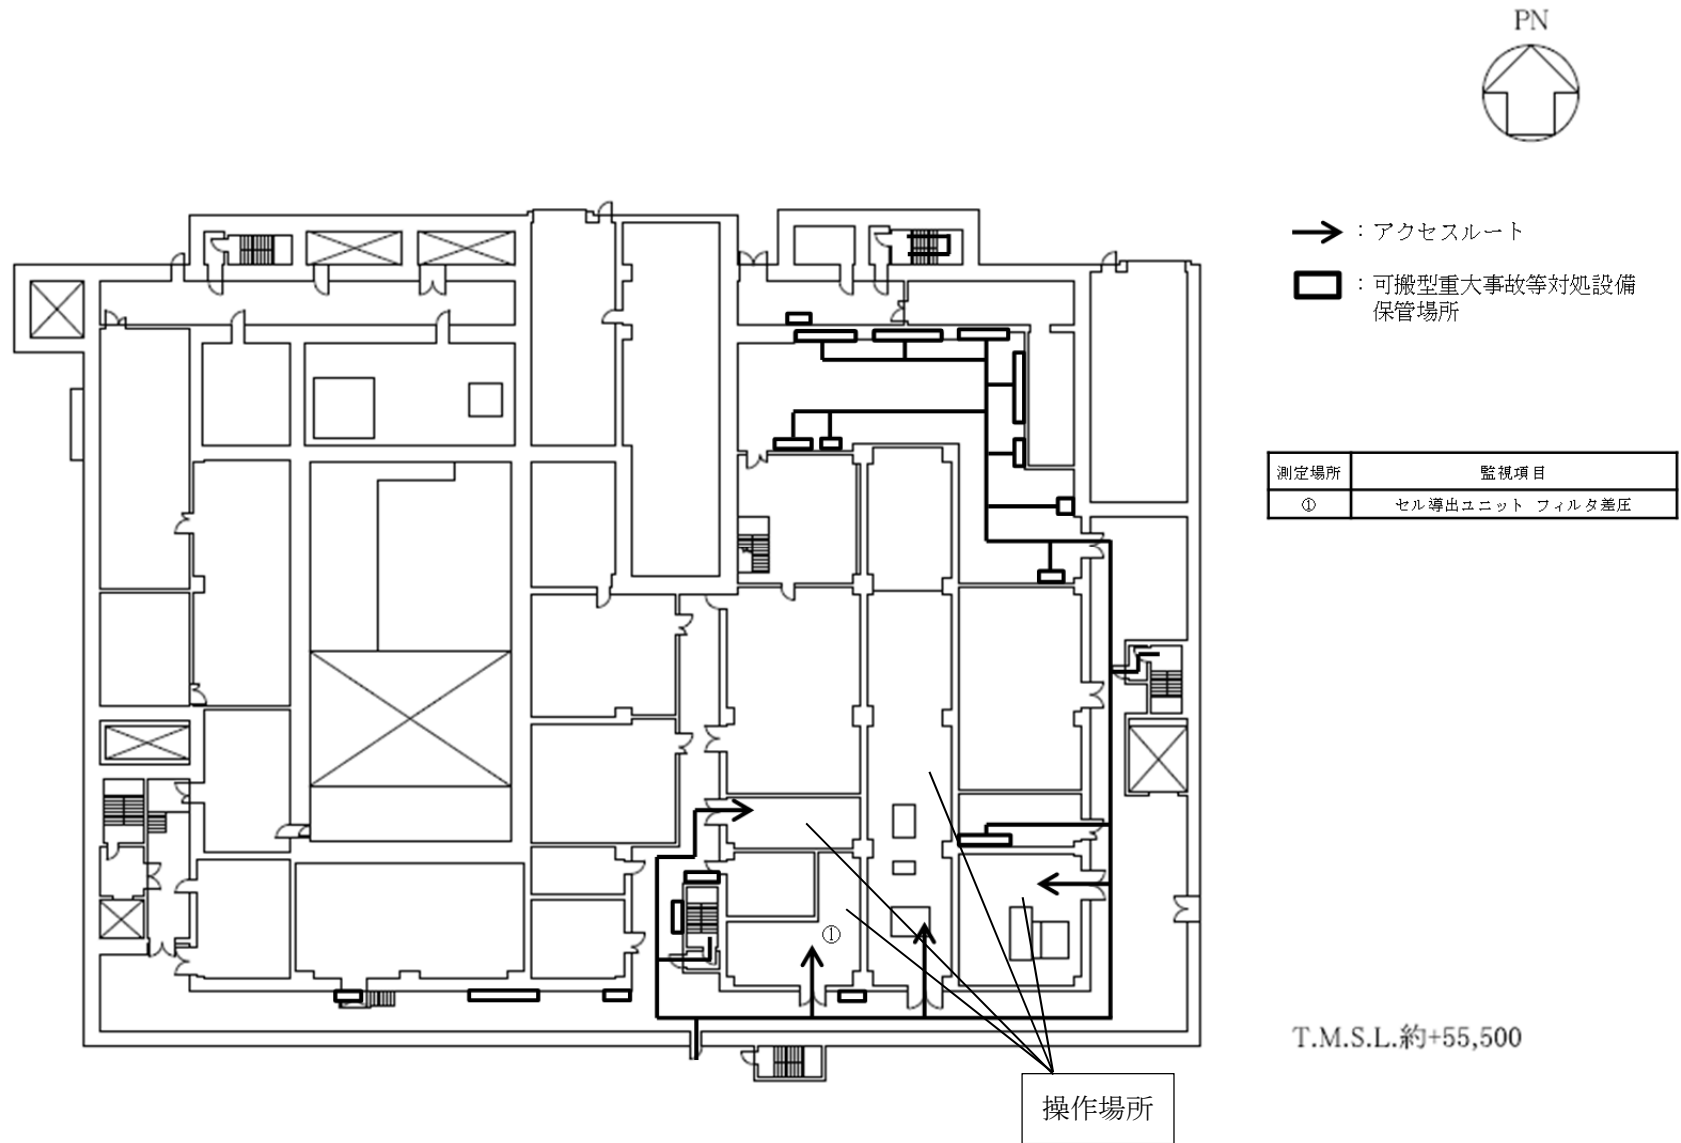 PN
：アクセスルート
：可搬型重大事故等対処設備
保管場所
測定場所 監視項目
① セル導出ユニット フィルタ差圧
①
T.M.S.L.約+55,500
操作場所